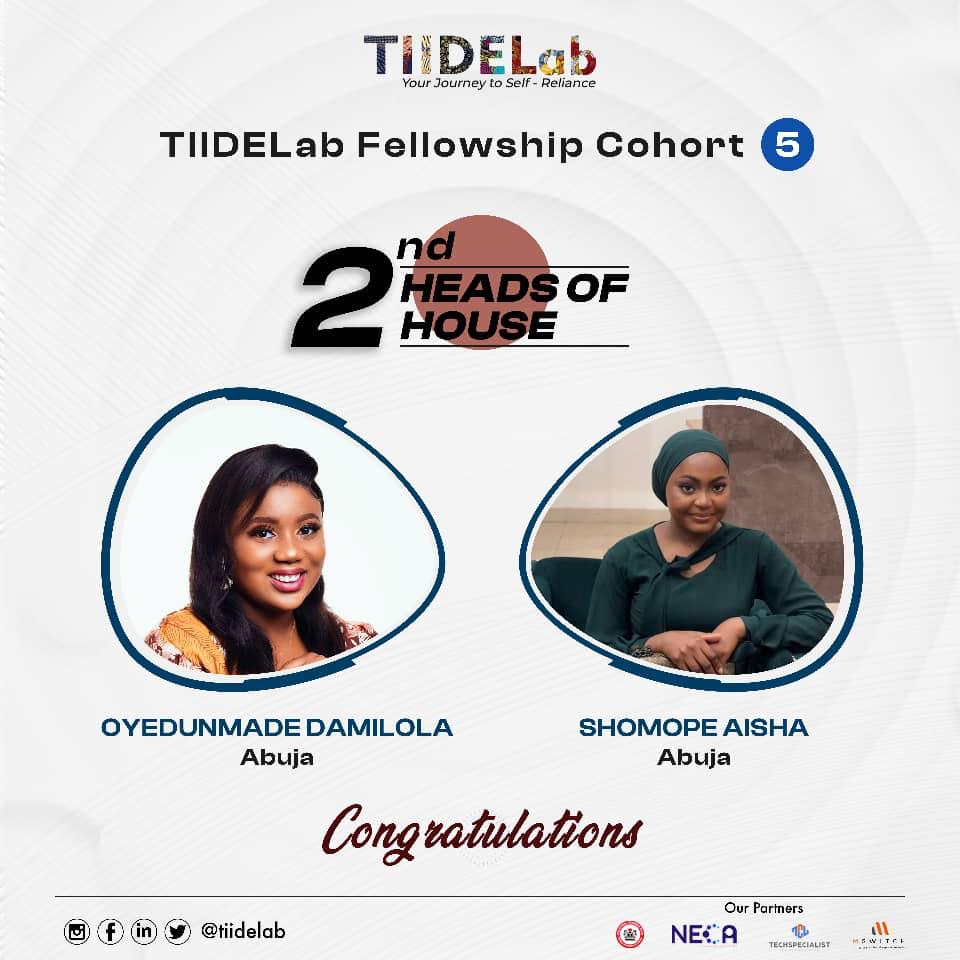 TIIDELab
Your Journey to Self - Reliance
TIIDELab Fellowship Cohort 5
2nd
HEADS OF
HOUSE
OYEDUNMADE DAMILOLA
Abuja
SHOMOPE AISHA
Abuja
Congratulations
Our Partners
@tiidelab
NECA
TECHSPECIALIST
MSWITCH